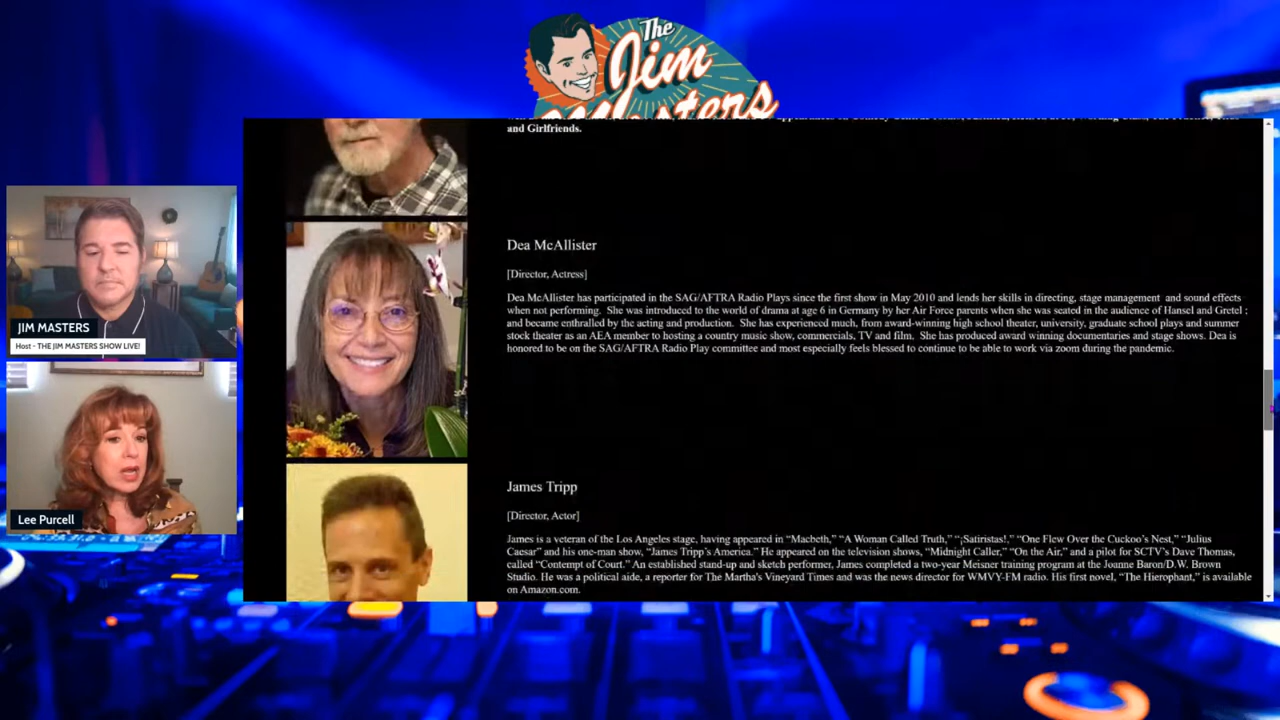 The
Jim
Masters
and Girlfriends.
Dea McAllister
[Director, Actress]
Dea McAllister has participated in the SAG/AFTRA Radio Plays since the first show in May 2010 and lends her skills in directing, stage management and sound effects
when not performing. She was introduced to the world of drama at age 6 in Germany by her Air Force parents when she was seated in the audience of Hansel and Gretel ;
and became enthralled by the acting and production. She has experienced much, from award-winning high school theater, university, graduate school plays and summer
stock theater as an AEA member to hosting a country music show, commercials, TV and film. She has produced award winning documentaries and stage shows. Dea is
honored to be on the SAG/AFTRA Radio Play committee and most especially feels blessed to continue to be able to work via zoom during the pandemic.
JIM MASTERS
Host - THE JIM MASTERS SHOW LIVE!
James Tripp
[Director, Actor]
James is a veteran of the Los Angeles stage, having appeared in “Macbeth,” “A Woman Called Truth,” “¡Satiristas!,” “One Flew Over the Cuckoo's Nest,” “Julius
Caesar” and his one-man show, “James Tripp's America.” He appeared on the television shows, “Midnight Caller,” “On the Air,” and a pilot for SCTV's Dave Thomas,
called “Contempt of Court.” An established stand-up and sketch performer, James completed a two-year Meisner training program at the Joanne Baron/D.W. Brown
Studio. He was a political aide, a reporter for The Martha's Vineyard Times and was the news director for WMVY-FM radio. His first novel, “The Hierophant,” is available
on Amazon.com.
Lee Purcell